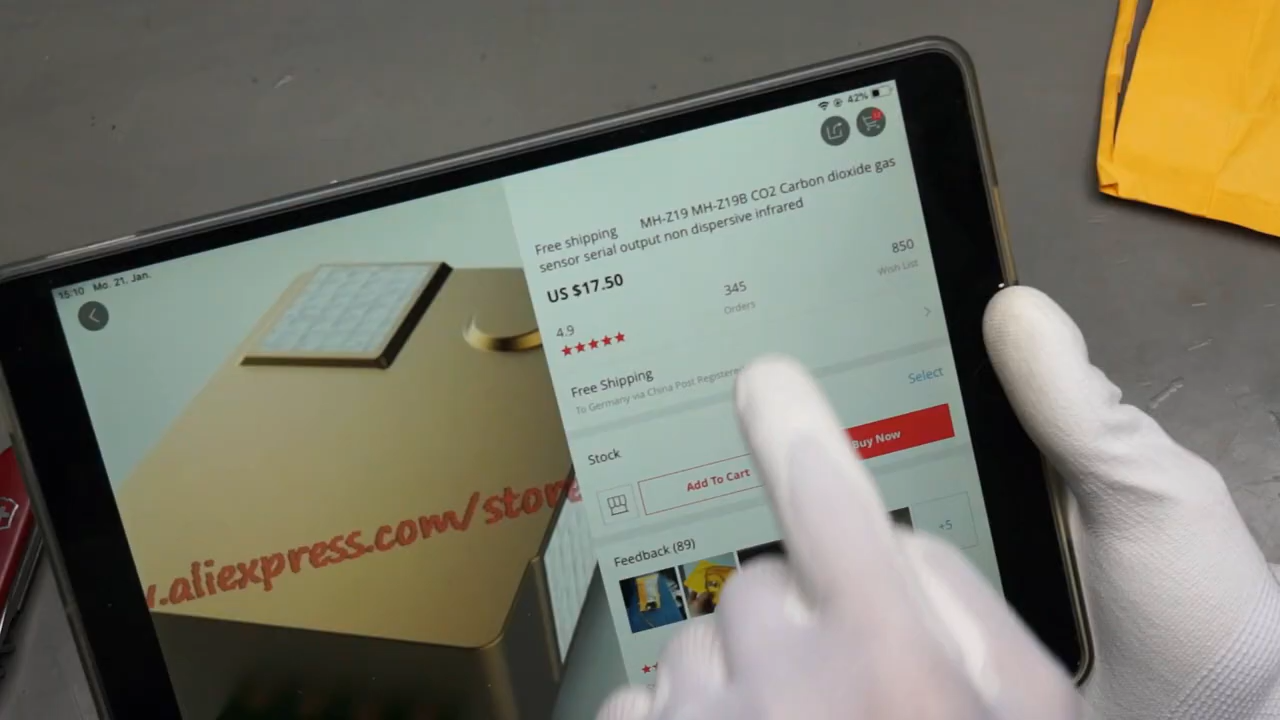 15:10 Mo. 21. Jan.
42%
Free shipping MH-Z19 MH-Z19B CO2 Carbon dioxide gas
sensor serial output non dispersive infrared
US $17.50
4.9
345
Orders
850
Wish List
Free Shipping
To Germany via China Post Registere
Select
Stock
Add To Cart
Buy Now
Feedback (89)
+5
.aliexpress.com/store